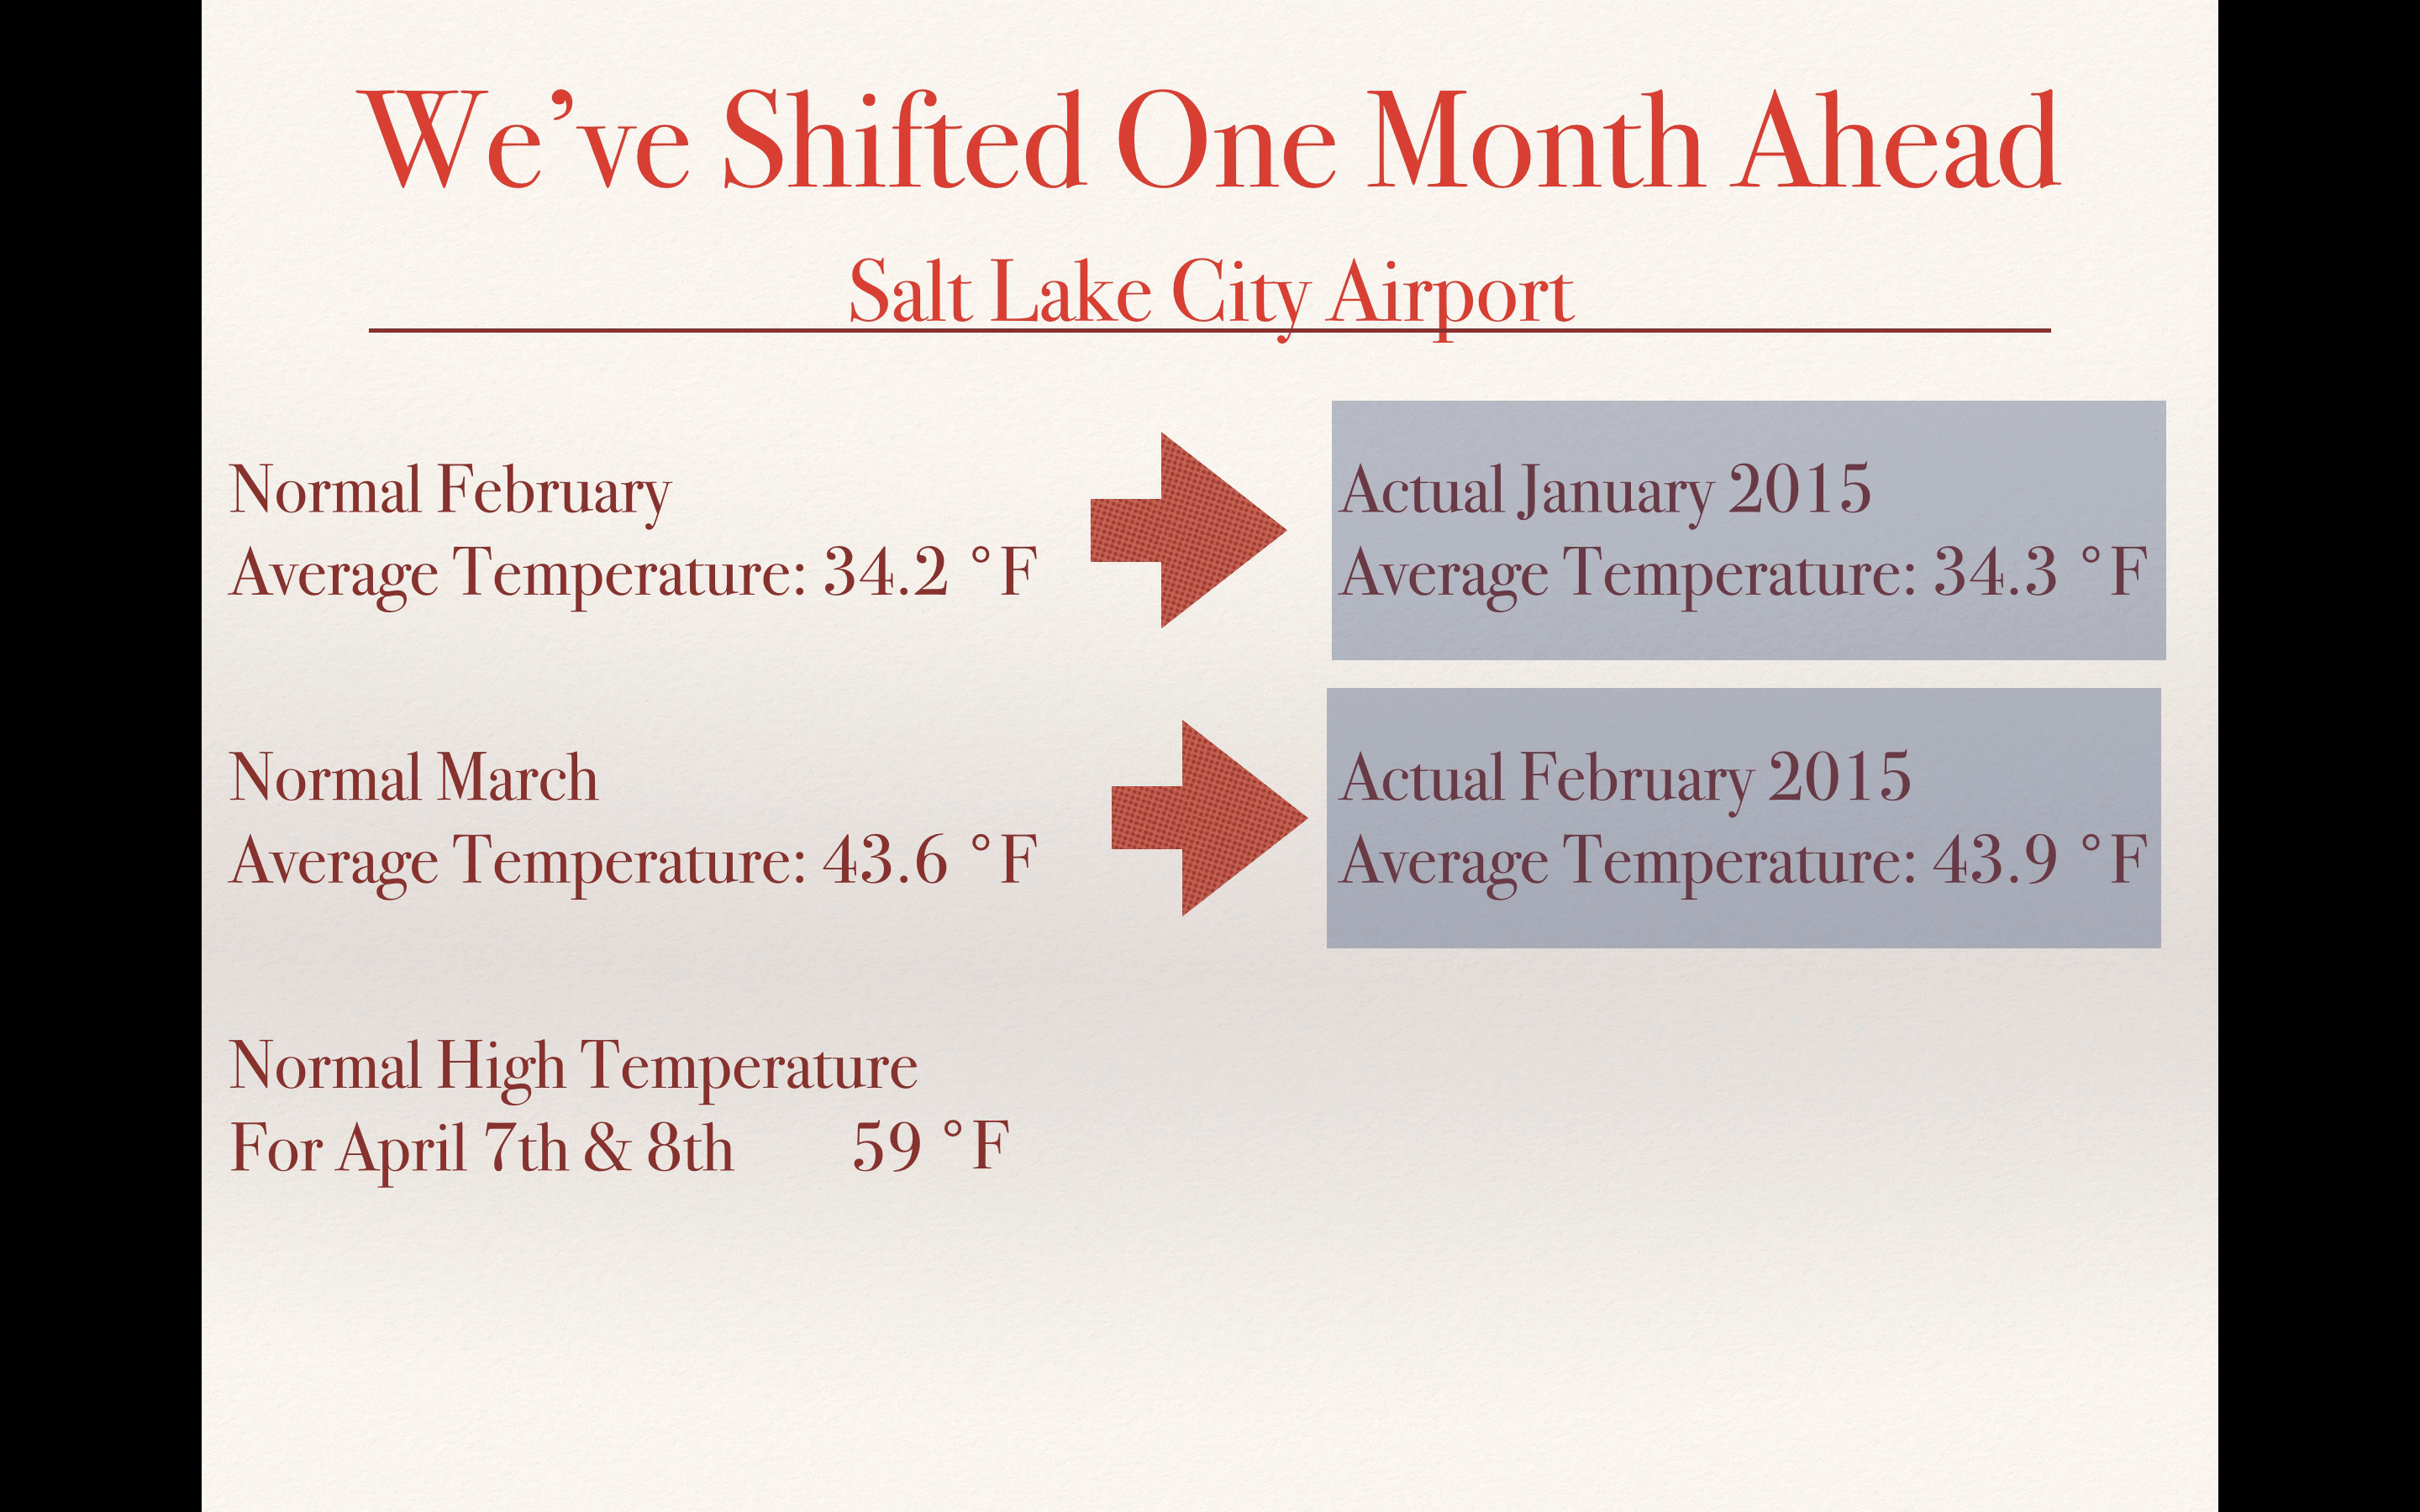 We’ve Shifted One Month Ahead
Salt Lake City Airport
Normal February
Average Temperature: 34.2 °F
Actual January 2015
Average Temperature: 34.3 °F
Normal March
Average Temperature: 43.6 °F
Actual February 2015
Average Temperature: 43.9 °F
Normal High Temperature
For April 7th & 8th 59 °F